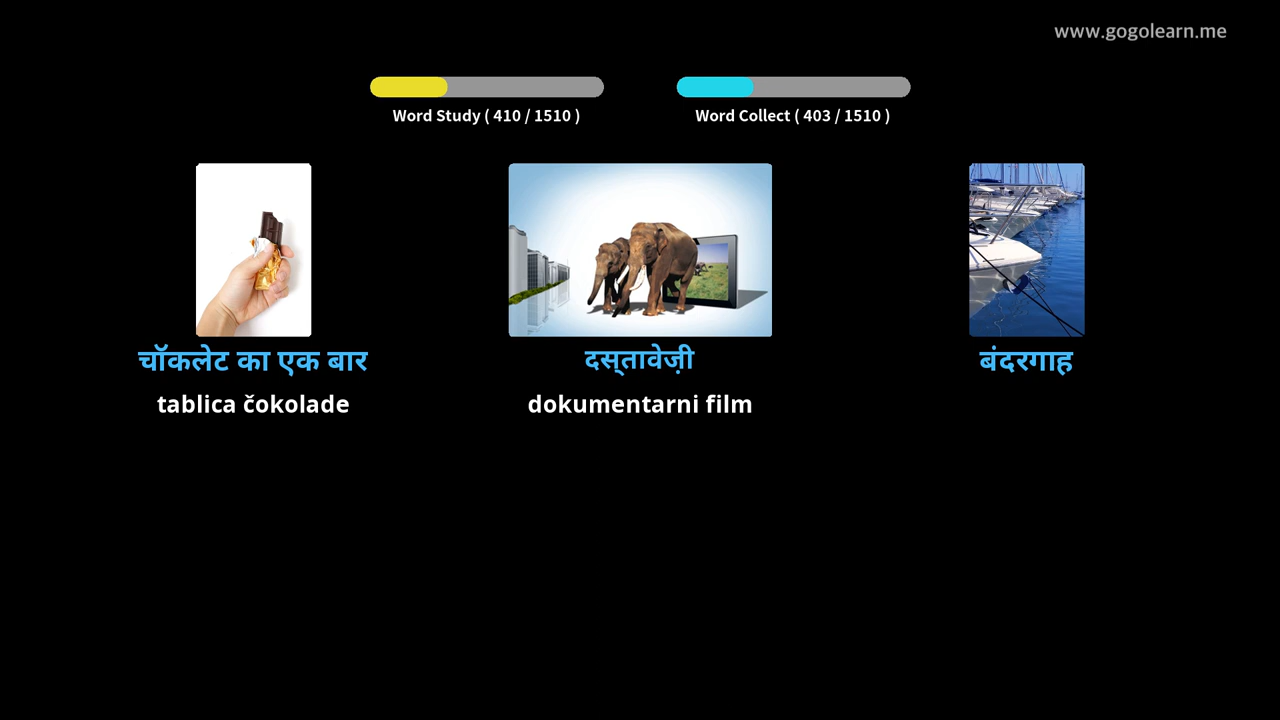 www.gogolearn.me
Word Study ( 410 / 1510 )
Word Collect ( 403 / 1510 )
चॉकलेट का एक बार
दस्तावेज़ी
बंदरगाह
tablica čokolade
dokumentarni film